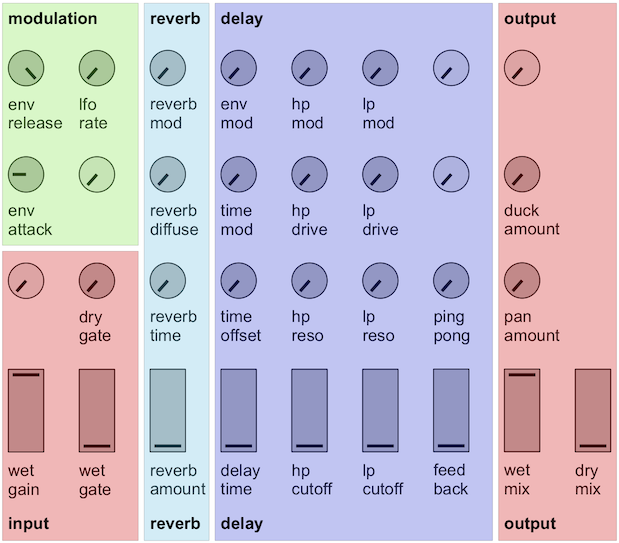 modulation reverb delay output
env lfo reverb env hp lp
release rate mod mod mod mod
env reverb time hp lp duck
attack diffuse mod drive drive amount
dry reverb time hp lp ping pan
gate time offset reso reso pong amount
wet wet reverb delay hp lp feed wet dry
gain gate amount time cutoff cutoff back mix mix
input reverb delay output